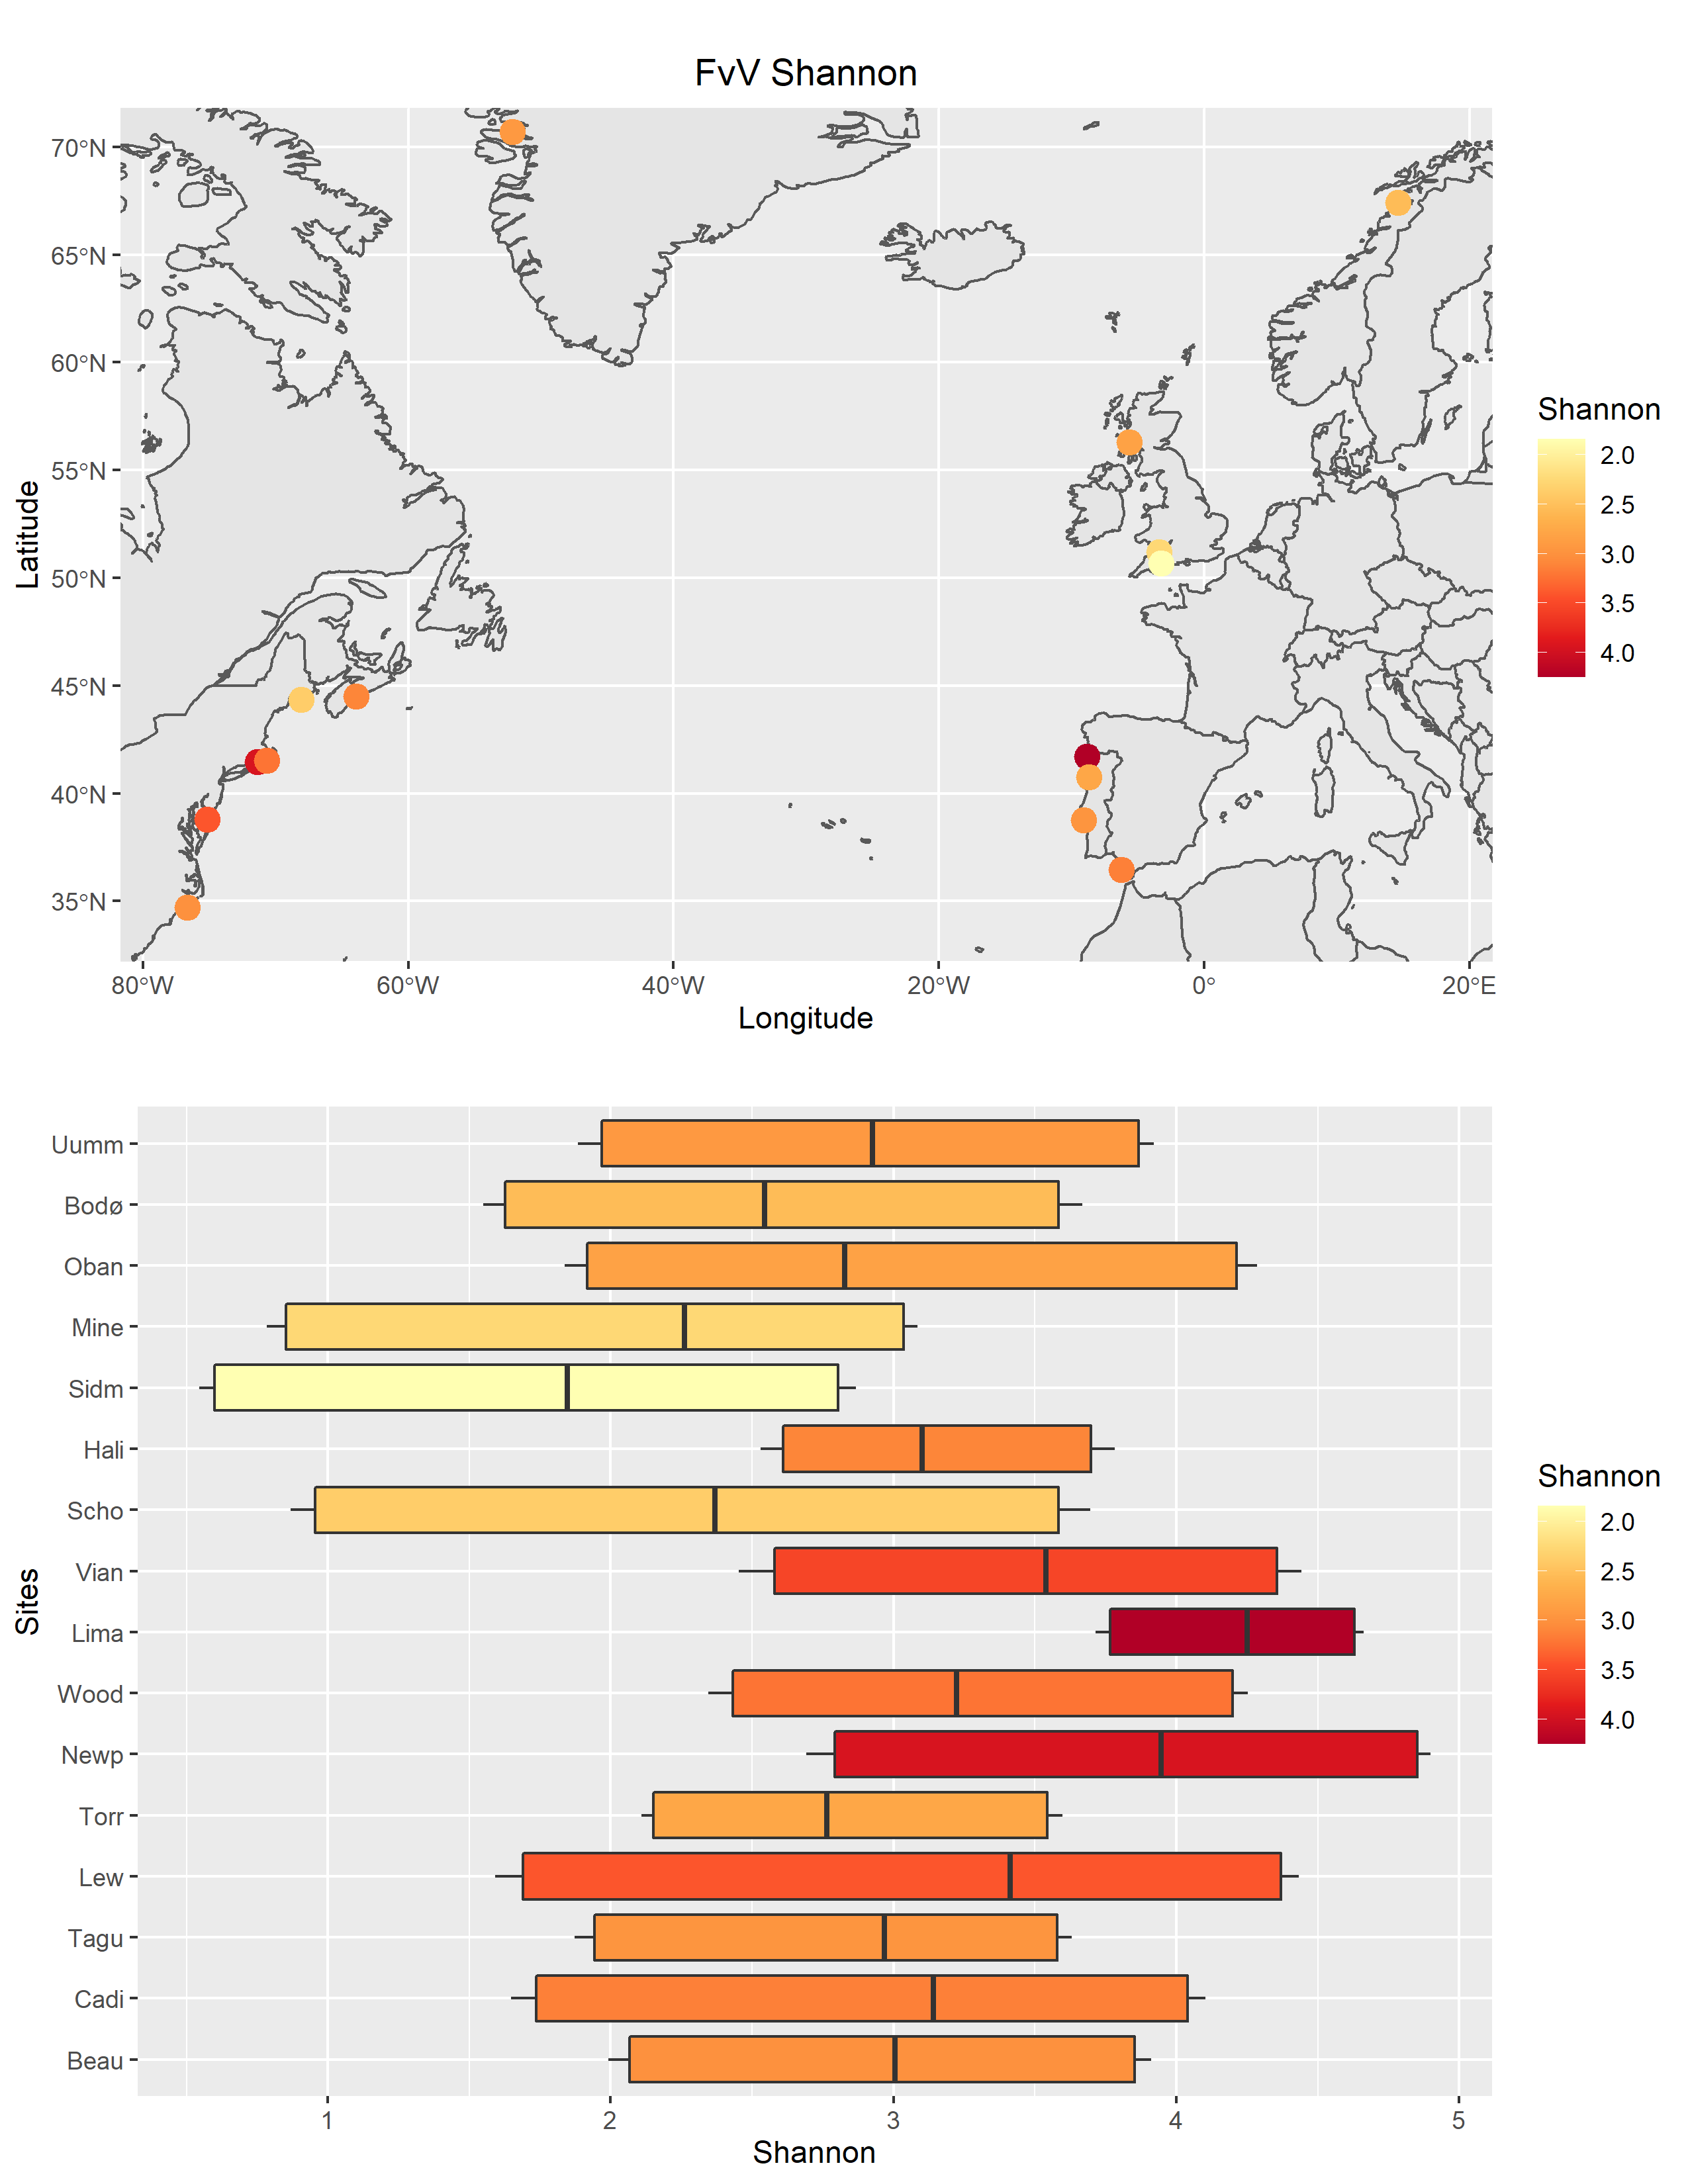 FvV Shannon
70°N
65°N
60°N
55°N
50°N
45°N
40°N
35°N
Latitude
80°W 60°W 40°W 20°W 0° 20°E
Longitude
Shannon
2.0
2.5
3.0
3.5
4.0
Uumm
Bodø
Oban
Mine
Sidm
Hali
Scho
Vian
Lima
Wood
Newp
Torr
Lew
Tagu
Cadi
Beau
Sites
1 2 3 4 5
Shannon
Shannon
2.0
2.5
3.0
3.5
4.0